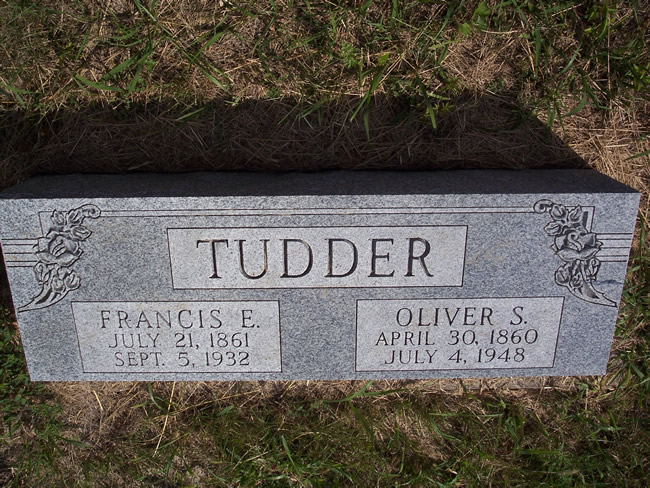 TUDDER
FRANCIS E.
JULY 21, 1861
SEPT. 5, 1932
OLIVER S.
APRIL 30, 1860
JULY 4, 1948